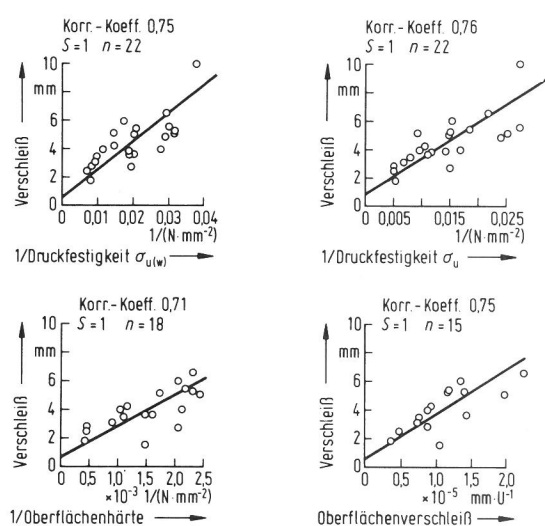 Korr.-Koeff. 0,75
S=1 n=22
10
mm
8
6
4
2
0
Verschleiß
0 0,01 0,02 0,03 0,04
1/(N·mm⁻²)
1/Druckfestigkeit σu(w)
Korr.-Koeff. 0,76
S=1 n=22
10
mm
8
6
4
2
0
Verschleiß
0 0,005 0,015 0,025
1/(N·mm⁻²)
1/Druckfestigkeit σu
Korr.-Koeff. 0,71
S=1 n=18
10
mm
8
6
4
2
0
Verschleiß
0 0,5 1,0 1,5 2,0 2,5
×10⁻³ 1/(N·mm⁻²)
1/Oberflächenhärte
Korr.-Koeff. 0,75
S=1 n=15
10
mm
8
6
4
2
0
Verschleiß
0 0,5 1,0 1,5 2,0
×10⁻⁵ mm·U⁻¹
Oberflächenverschleiß